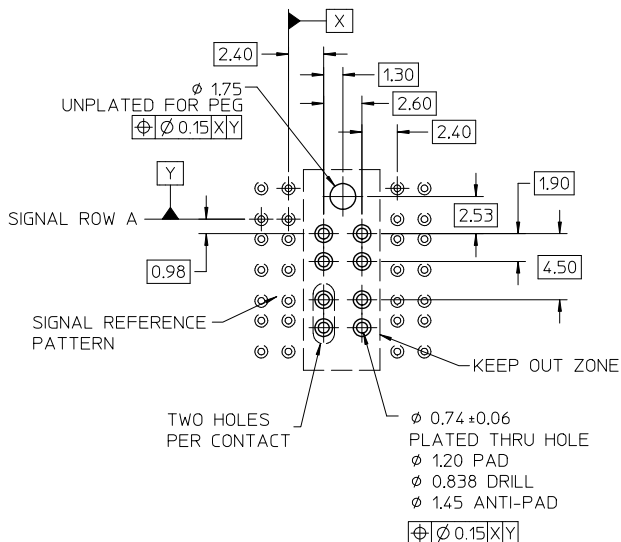 X
2.40
1.30
⌀ 1.75
UNPLATED FOR PEG
⌖ ⌀ 0.15 X Y
2.60
2.40
Y
1.90
SIGNAL ROW A
2.53
0.98
4.50
SIGNAL REFERENCE
PATTERN
KEEP OUT ZONE
TWO HOLES
PER CONTACT
⌀ 0.74 ±0.06
PLATED THRU HOLE
⌀ 1.20 PAD
⌀ 0.838 DRILL
⌀ 1.45 ANTI-PAD
⌖ ⌀ 0.15 X Y